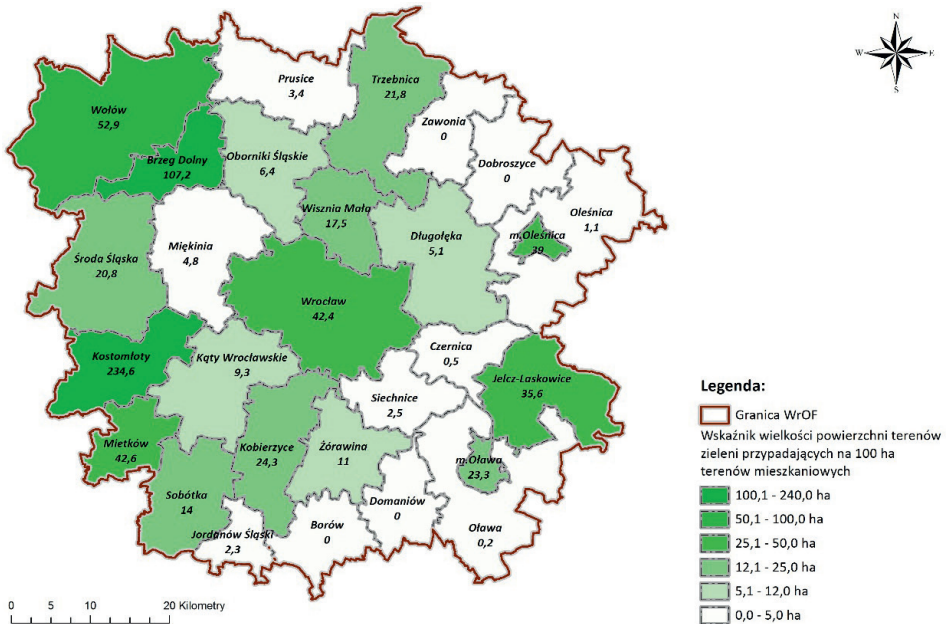 N
W
E
S
Prusice
3,4
Trzebnica
21,8
Wołów
52,9
Zawonia
0
Brzeg Dolny
107,2
Oborniki Śląskie
6,4
Dobroszyce
0
Wisznia Mała
17,5
Oleśnica
1,1
Miękinia
4,8
Długołęka
5,1
m.Oleśnica
39
Środa Śląska
20,8
Wrocław
42,4
Czernica
0,5
Kostomłoty
234,6
Kąty Wrocławskie
9,3
Jelcz-Laskowice
35,6
Siechnice
2,5
Mietków
42,6
Kobierzyce
24,3
Żórawina
11
m.Oława
23,3
Sobótka
14
Domaniów
0
Jordanów Śląski
2,3
Borów
0
Oława
0,2
Legenda:
Granica WrOF
Wskaźnik wielkości powierzchni terenów
zieleni przypadających na 100 ha
terenów mieszkaniowych
100,1 - 240,0 ha
50,1 - 100,0 ha
25,1 - 50,0 ha
12,1 - 25,0 ha
5,1 - 12,0 ha
0,0 - 5,0 ha
0 5 10 20 Kilometry